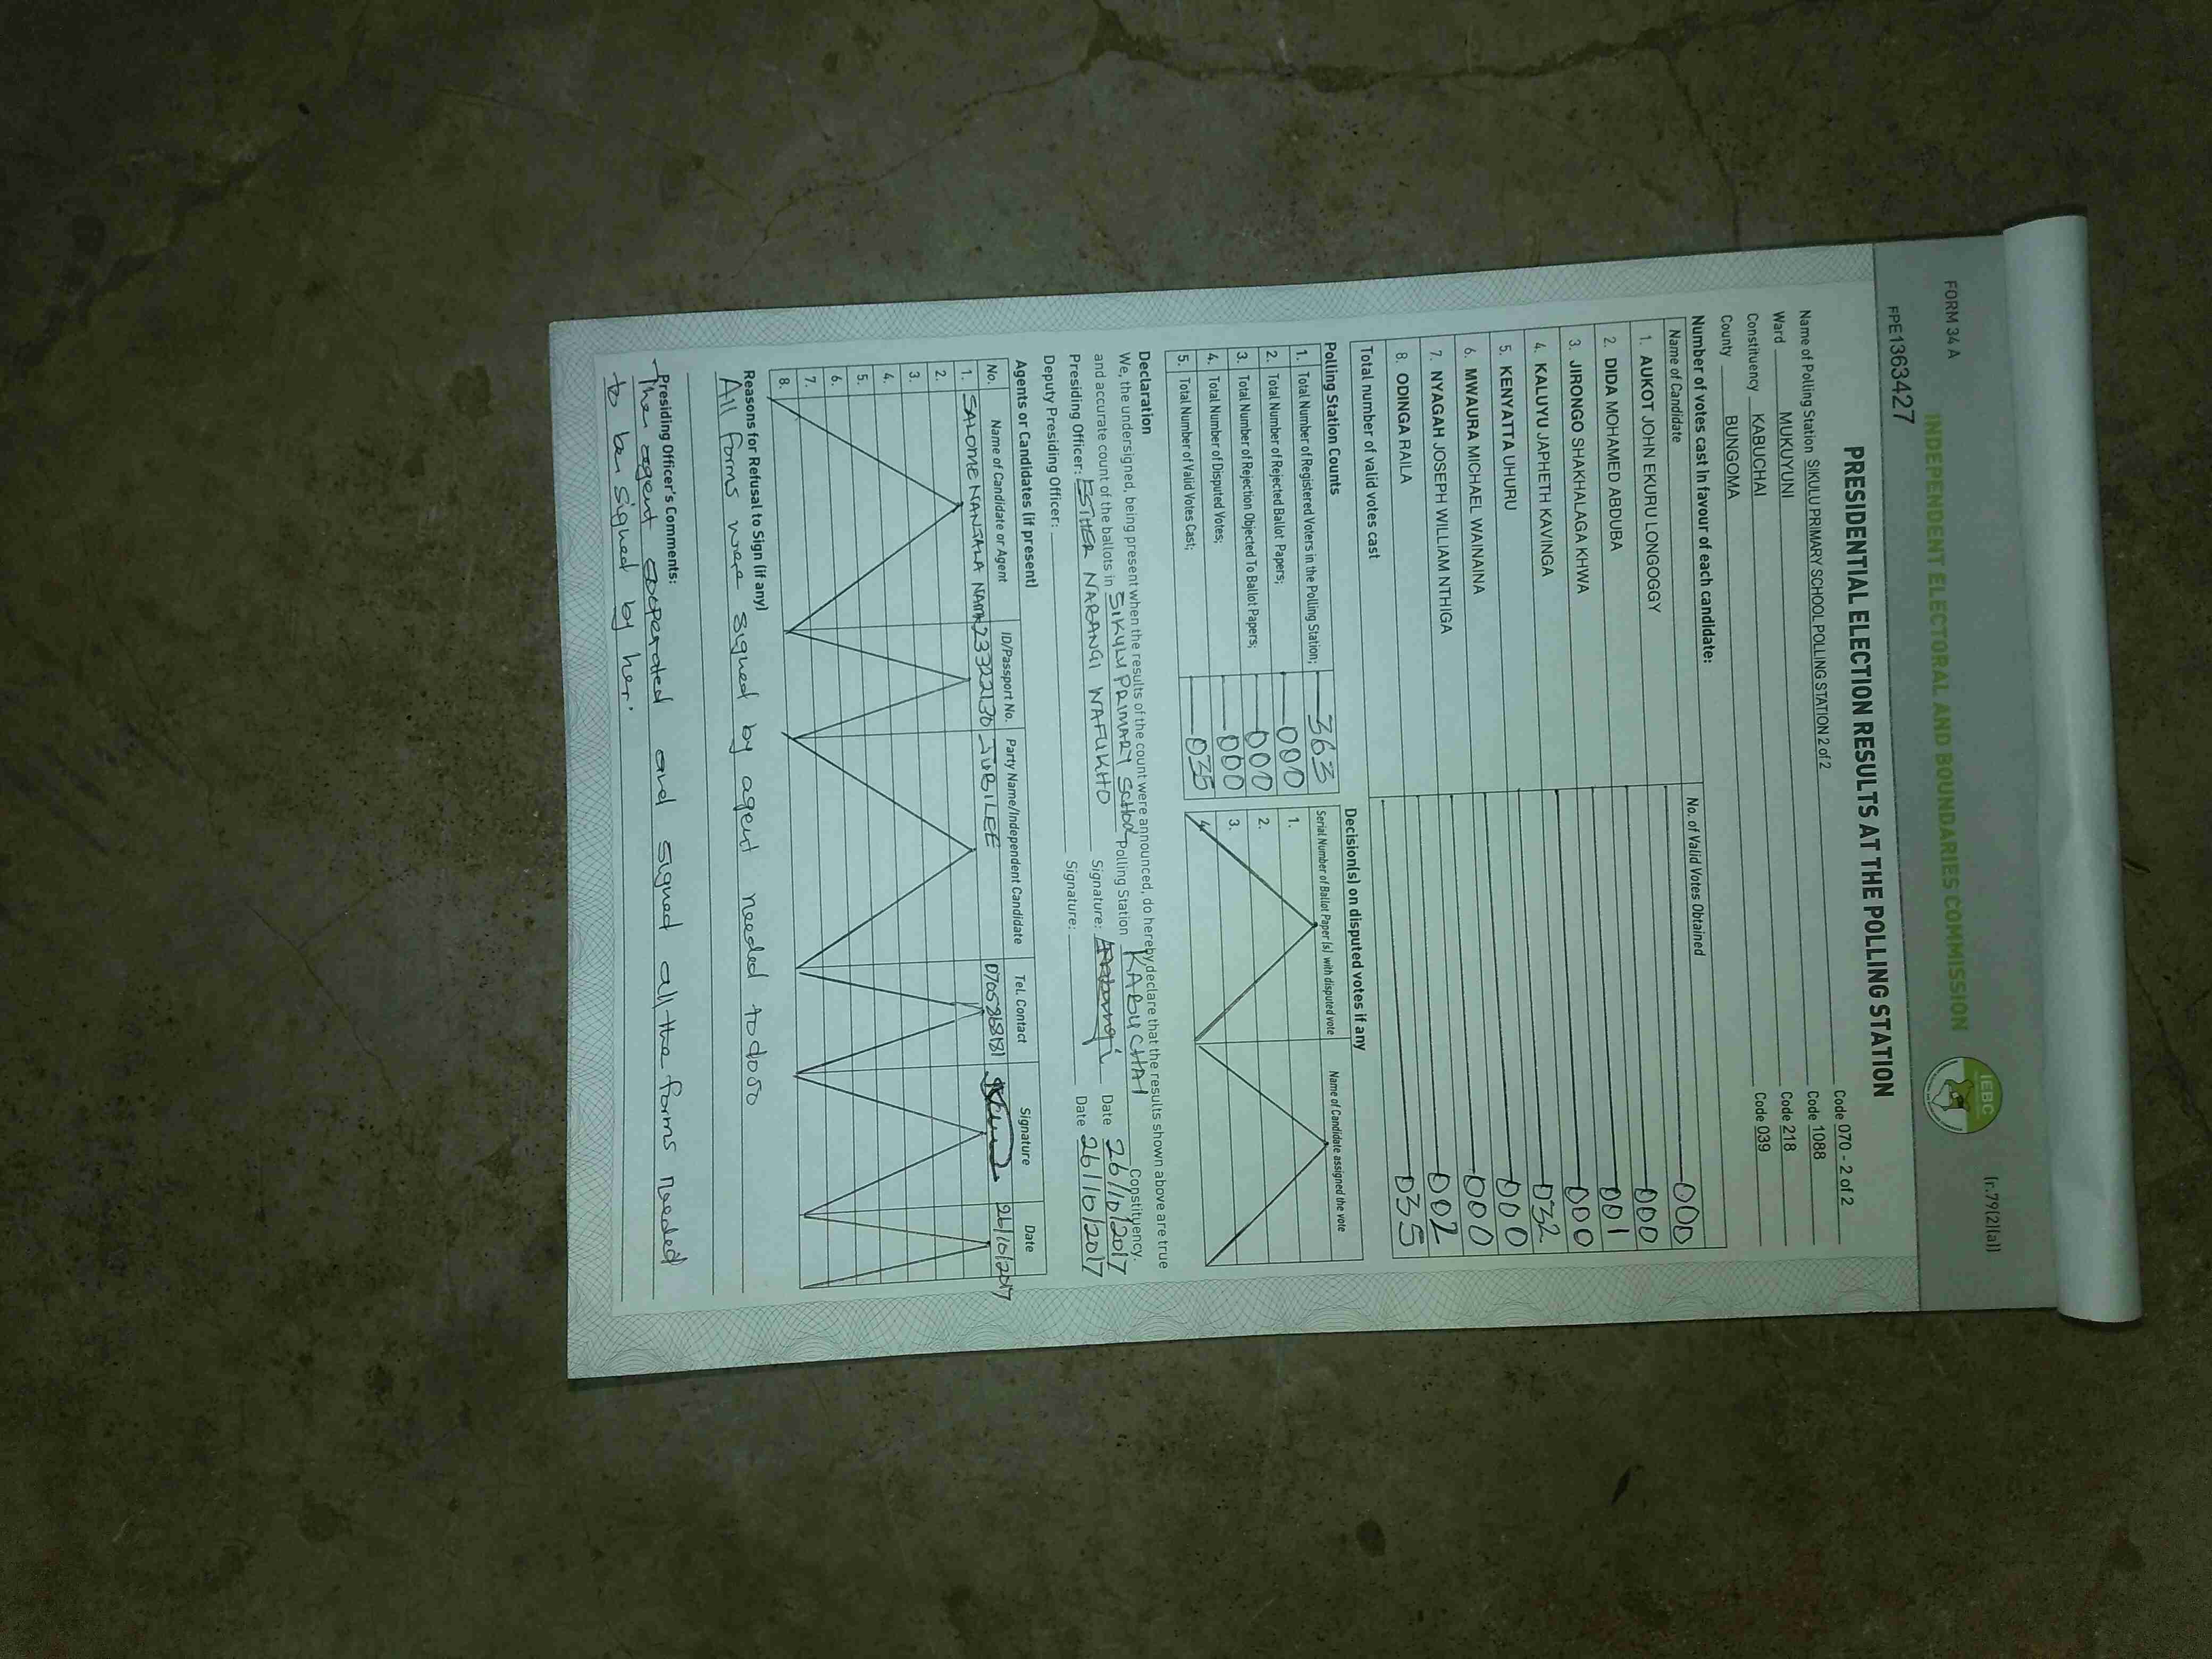 FORM 34 A (r.79(2)(a))
INDEPENDENT ELECTORAL AND BOUNDARIES COMMISSION
IEBC
FPE1363427
PRESIDENTIAL ELECTION RESULTS AT THE POLLING STATION
Name of Polling Station SIKULU PRIMARY SCHOOL POLLING STATION 2 of 2 Code 070 - 2 of 2
Ward MUKUYUNI Code 1088
Constituency KABUCHAI Code 218
County BUNGOMA Code 039
Number of votes cast in favour of each candidate:
Name of Candidate No. of Valid Votes Obtained
1. AUKOT JOHN EKURU LONGOGGY 000
2. DIDA MOHAMED ABDUBA 000
3. JIRONGO SHAKHALAGA KHWA 001
4. KALUYU JAPHETH KAVINGA 000
5. KENYATTA UHURU 032
6. MWAURA MICHAEL WAINAINA 000
7. NYAGAH JOSEPH WILLIAM NTHIGA 000
8. ODINGA RAILA 002
Total number of valid votes cast 035
Polling Station Counts
1. Total Number of Registered Voters in the Polling Station; 363
2. Total Number of Rejected Ballot Papers; 000
3. Total Number of Rejection Objected To Ballot Papers; 000
4. Total Number of Disputed Votes; 000
5. Total Number of Valid Votes Cast; 035
Decision(s) on disputed votes if any
Serial Number of Ballot Paper (s) with disputed vote Name of Candidate assigned the vote
1.
2.
3.
4.
Declaration
We, the undersigned, being present when the results of the count were announced, do hereby declare that the results shown above are true
and accurate count of the ballots in SIKULU PRIMARY SCHOOL Polling Station KABUCHAI Constituency.
Presiding Officer: ESTHER NARANGI WAFUKHO Signature: Date 26/10/2017
Deputy Presiding Officer: Signature: Date 26/10/2017
Agents or Candidates (if present)
No. Name of Candidate or Agent ID/Passport No. Party Name/Independent Candidate Tel. Contact Signature Date
1. SALOME NANJALA 23322130 JUBILEE 26/10/2017
2.
3.
4.
5.
6.
7.
8.
Reasons for Refusal to Sign (if any)
All forms were signed by agent needed to do so
Presiding Officer's Comments:
The agent cooperated and signed all the forms needed
to be signed by her.